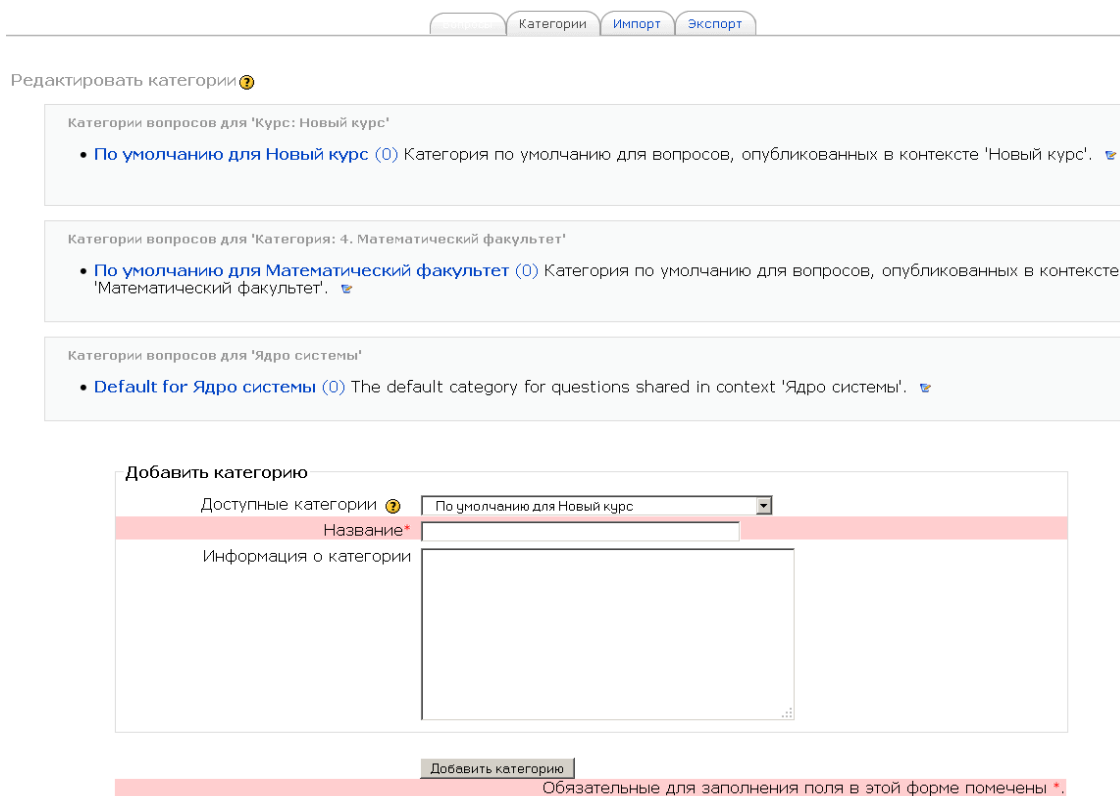 Категории Импорт Экспорт
Редактировать категории
Категории вопросов для 'Курс: Новый курс'
• По умолчанию для Новый курс (0) Категория по умолчанию для вопросов, опубликованных в контексте 'Новый курс'.
Категории вопросов для 'Категория: 4. Математический факультет'
• По умолчанию для Математический факультет (0) Категория по умолчанию для вопросов, опубликованных в контексте
'Математический факультет'.
Категории вопросов для 'Ядро системы'
• Default for Ядро системы (0) The default category for questions shared in context 'Ядро системы'.
Добавить категорию
Доступные категории По умолчанию для Новый курс
Название*
Информация о категории
Добавить категорию
Обязательные для заполнения поля в этой форме помечены *.